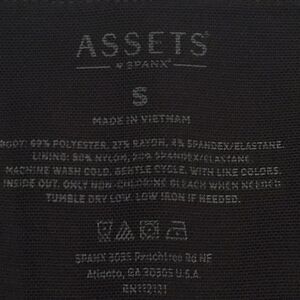 ASSETS®
BY SPANX®
S
MADE IN VIETNAM
BODY: 69% POLYESTER, 27% RAYON, 4% SPANDEX/ELASTANE.
LINING: 80% NYLON, 20% SPANDEX/ELASTANE
MACHINE WASH COLD, GENTLE CYCLE, WITH LIKE COLORS.
INSIDE OUT. ONLY NON-CHLORINE BLEACH WHEN NEEDED.
TUMBLE DRY LOW. LOW IRON IF NEEDED.
SPANX 3035 Peachtree Rd NE
Atlanta, GA 30305 U.S.A
RN112121